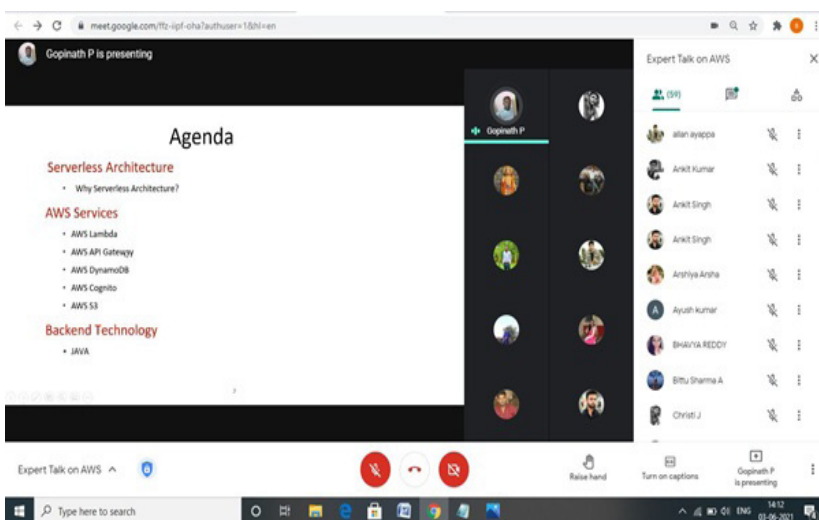 meet.google.com/ffz-iipf-oha?authuser=1&hl=en
Gopinath P is presenting
Agenda
Serverless Architecture
• Why Serverless Architecture?
AWS Services
• AWS Lambda
• AWS API Gateway
• AWS DynamoDB
• AWS Cognito
• AWS S3
Backend Technology
• JAVA
Gopinath P
Expert Talk on AWS
(59)
allan ayappa
Ankit Kumar
Ankit Singh
Ankit Singh
Arshiya Arsha
A Ayush kumar
BHAVYA REDDY
Bittu Sharma A
Christi J
Expert Talk on AWS
Raise hand
Turn on captions
Gopinath P
is presenting
Type here to search
ENG
14:12
03-06-2021